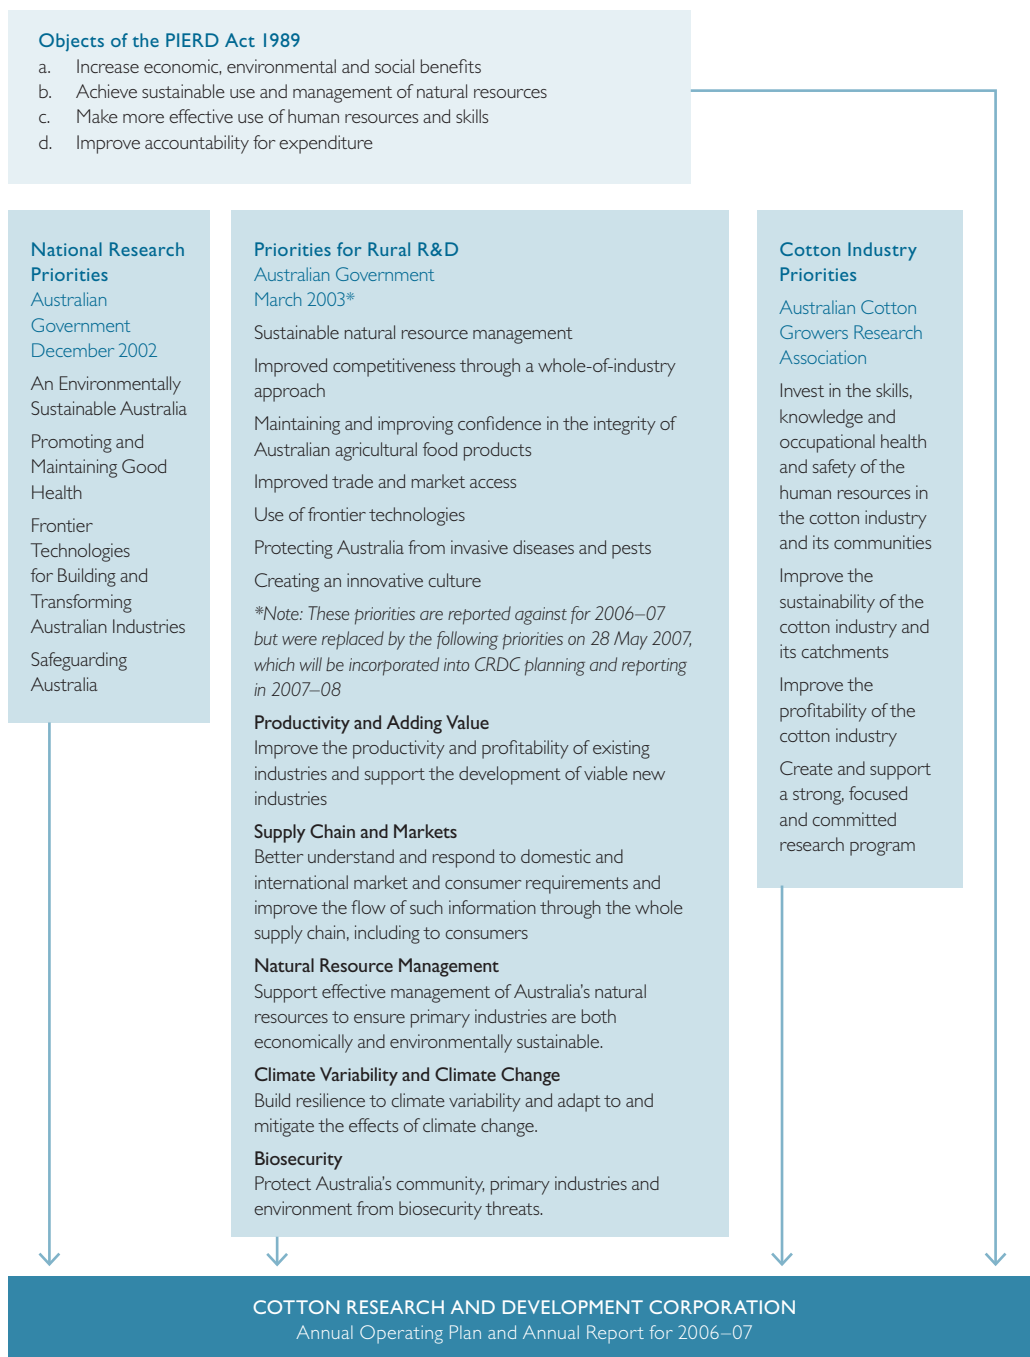 Objects of the PIERD Act 1989
a. Increase economic, environmental and social benefits
b. Achieve sustainable use and management of natural resources
c. Make more effective use of human resources and skills
d. Improve accountability for expenditure
National Research
Priorities
Australian
Government
December 2002
An Environmentally
Sustainable Australia
Promoting and
Maintaining Good
Health
Frontier
Technologies
for Building and
Transforming
Australian Industries
Safeguarding
Australia
Priorities for Rural R&D
Australian Government
March 2003*
Sustainable natural resource management
Improved competitiveness through a whole-of-industry
approach
Maintaining and improving confidence in the integrity of
Australian agricultural food products
Improved trade and market access
Use of frontier technologies
Protecting Australia from invasive diseases and pests
Creating an innovative culture
*Note: These priorities are reported against for 2006–07
but were replaced by the following priorities on 28 May 2007,
which will be incorporated into CRDC planning and reporting
in 2007–08
Productivity and Adding Value
Improve the productivity and profitability of existing
industries and support the development of viable new
industries
Supply Chain and Markets
Better understand and respond to domestic and
international market and consumer requirements and
improve the flow of such information through the whole
supply chain, including to consumers
Natural Resource Management
Support effective management of Australia's natural
resources to ensure primary industries are both
economically and environmentally sustainable.
Climate Variability and Climate Change
Build resilience to climate variability and adapt to and
mitigate the effects of climate change.
Biosecurity
Protect Australia's community, primary industries and
environment from biosecurity threats.
Cotton Industry
Priorities
Australian Cotton
Growers Research
Association
Invest in the skills,
knowledge and
occupational health
and safety of the
human resources in
the cotton industry
and its communities
Improve the
sustainability of the
cotton industry and
its catchments
Improve the
profitability of the
cotton industry
Create and support
a strong, focused
and committed
research program
COTTON RESEARCH AND DEVELOPMENT CORPORATION
Annual Operating Plan and Annual Report for 2006–07